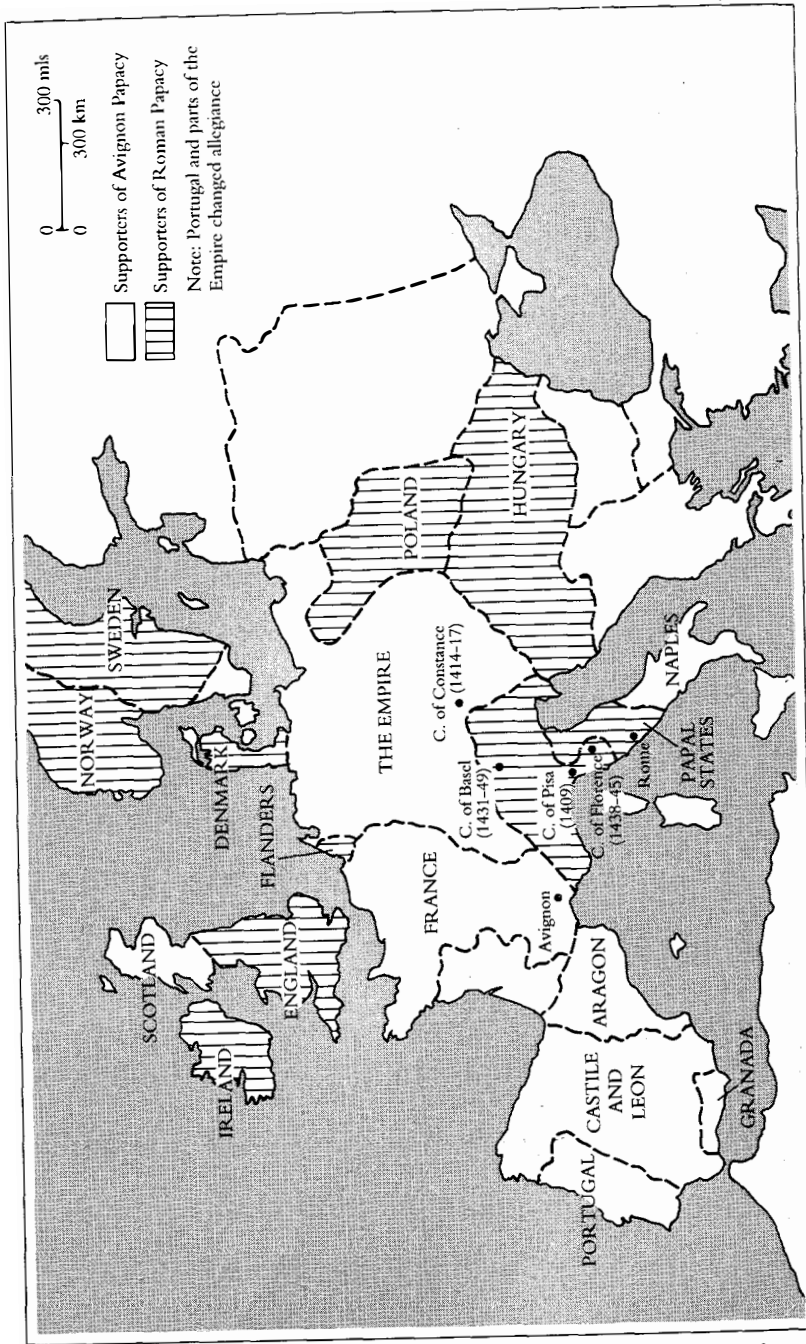 0 300 mls
0 300 km
Supporters of Avignon Papacy
Supporters of Roman Papacy
Note: Portugal and parts of the
Empire changed allegiance
NORWAY
SWEDEN
DENMARK
FLANDERS
SCOTLAND
IRELAND
ENGLAND
POLAND
HUNGARY
THE EMPIRE
C. of Constance
(1414–17)
C. of Basel
(1431–49)
C. of Pisa
(1409)
C. of Florence
(1438–45)
Rome
PAPAL
STATES
NAPLES
FRANCE
Avignon
ARAGON
CASTILE
AND
LEON
PORTUGAL
GRANADA